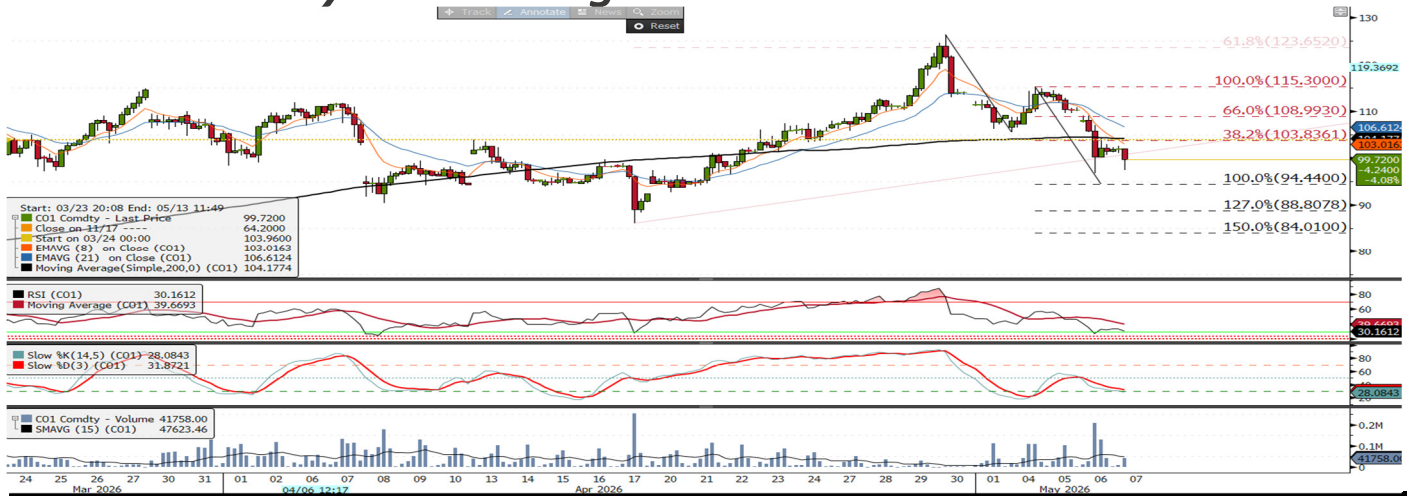 Track Annotate News Zoom
Reset
130
61.8%(123.6520)
119.3692
100.0%(115.3000)
110
66.0%(108.9930)
106.6124
38.2%(103.8361)
103.016
99.7200
-4.2400
-4.08%
100.0%(94.4400)
90
127.0%(88.8078)
150.0%(84.0100)
80
Start: 03/23 20:08 End: 05/13 11:49
CO1 Comdty - Last Price 99.7200
Close on 11/17 ---- 64.2000
Start on 03/24 00:00 103.9600
EMAVG (8) on Close (CO1) 103.0163
EMAVG (21) on Close (CO1) 106.6124
Moving Average(Simple,200,0) (CO1) 104.1774
RSI (CO1) 30.1612
Moving Average (CO1) 39.6693
80
60
39.6693
30.1612
Slow %K(14,5) (CO1) 28.0843
Slow %D(3) (CO1) 31.8721
80
60
28.0843
20
CO1 Comdty - Volume 41758.00
SMAVG (15) (CO1) 47623.46
0.2M
0.1M
41758.00
0
24 25 26 27 30 31 01 02 06 07 08 09 10 13 14 15 16 17 20 21 22 23 24 27 28 29 30 01 04 05 06 07
Mar 2026 04/06 12:17 Apr 2026 May 2026